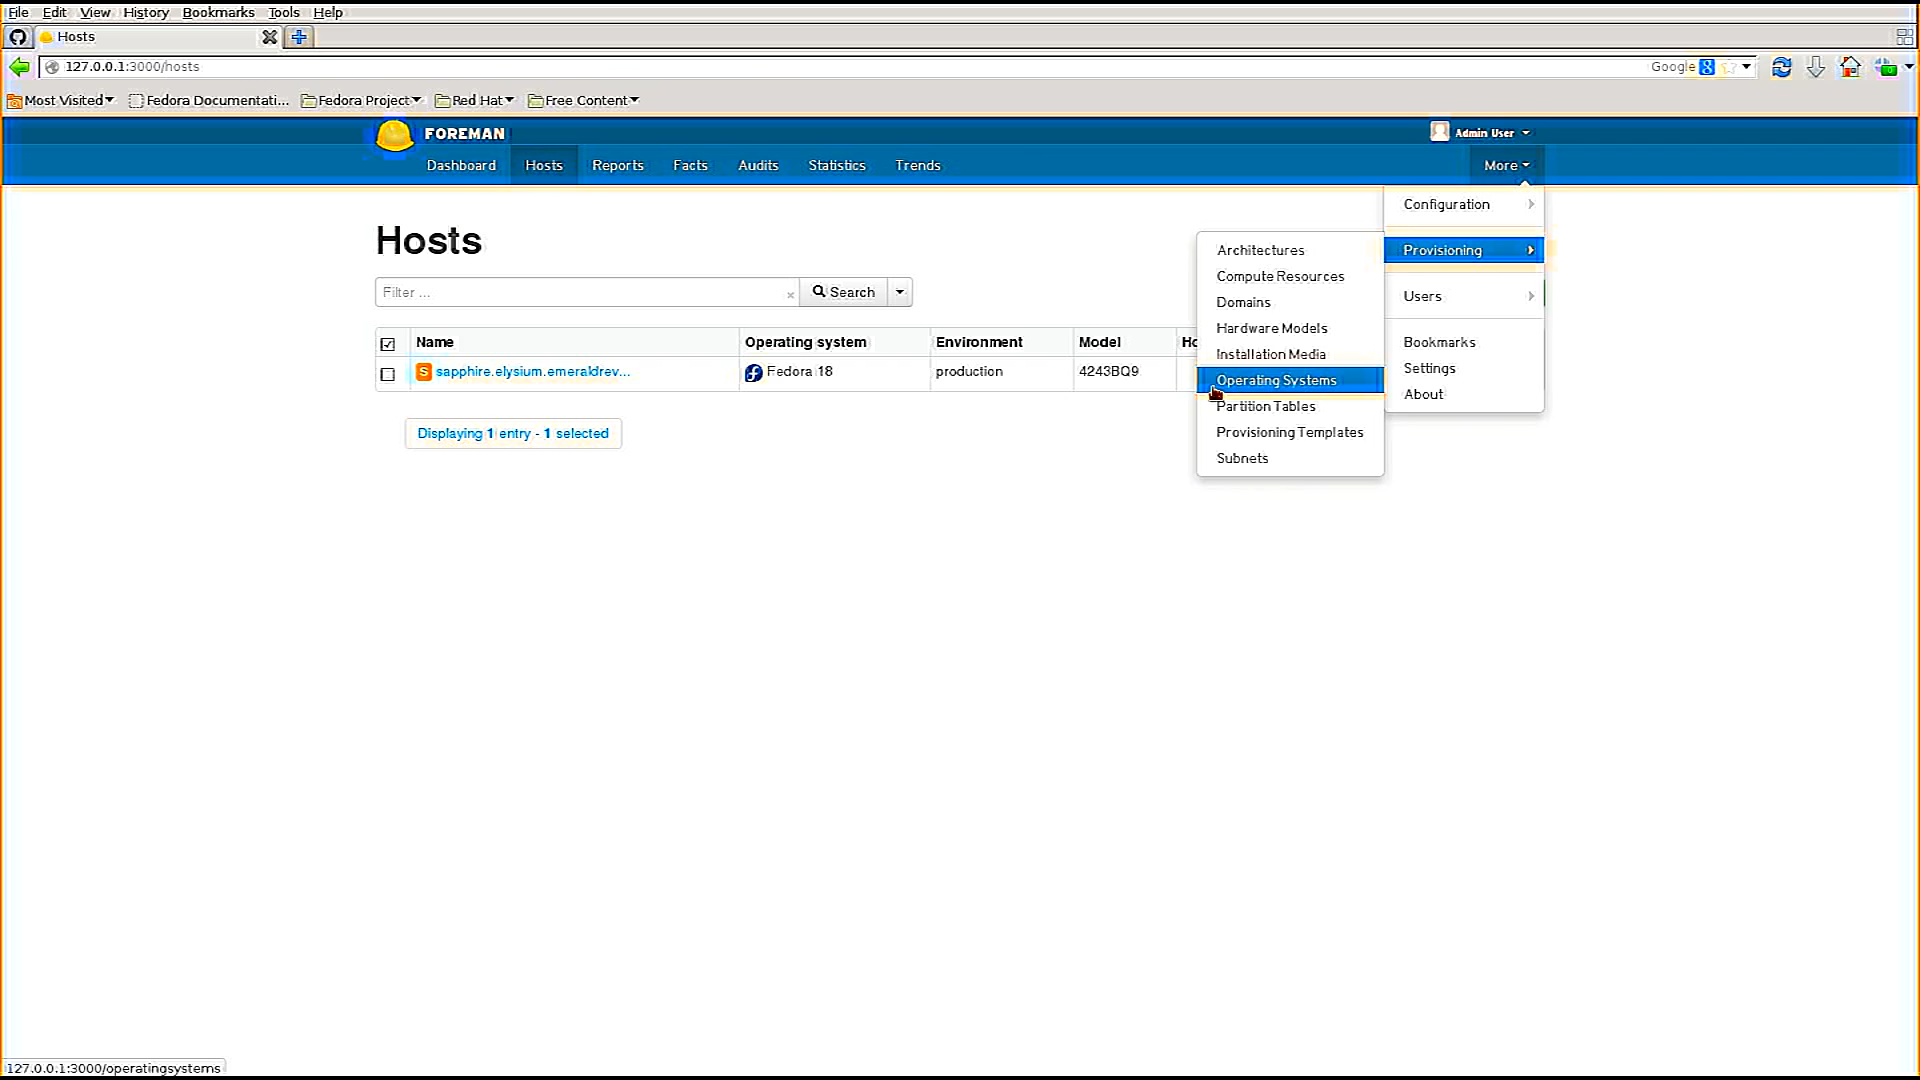 File Edit View History Bookmarks Tools Help
Hosts
127.0.0.1:3000/hosts
Google
Most Visited
Fedora Documentati...
Fedora Project
Red Hat
Free Content
FOREMAN
Admin User
Dashboard Hosts Reports Facts Audits Statistics Trends More
Configuration
Provisioning
Users
Bookmarks
Settings
About
Architectures
Compute Resources
Domains
Hardware Models
Installation Media
Operating Systems
Partition Tables
Provisioning Templates
Subnets
Hosts
Filter ...
Search
Name Operating system Environment Model Ho
S sapphire.elysium.emeraldrev... Fedora 18 production 4243BQ9
Displaying 1 entry - 1 selected
127.0.0.1:3000/operatingsystems